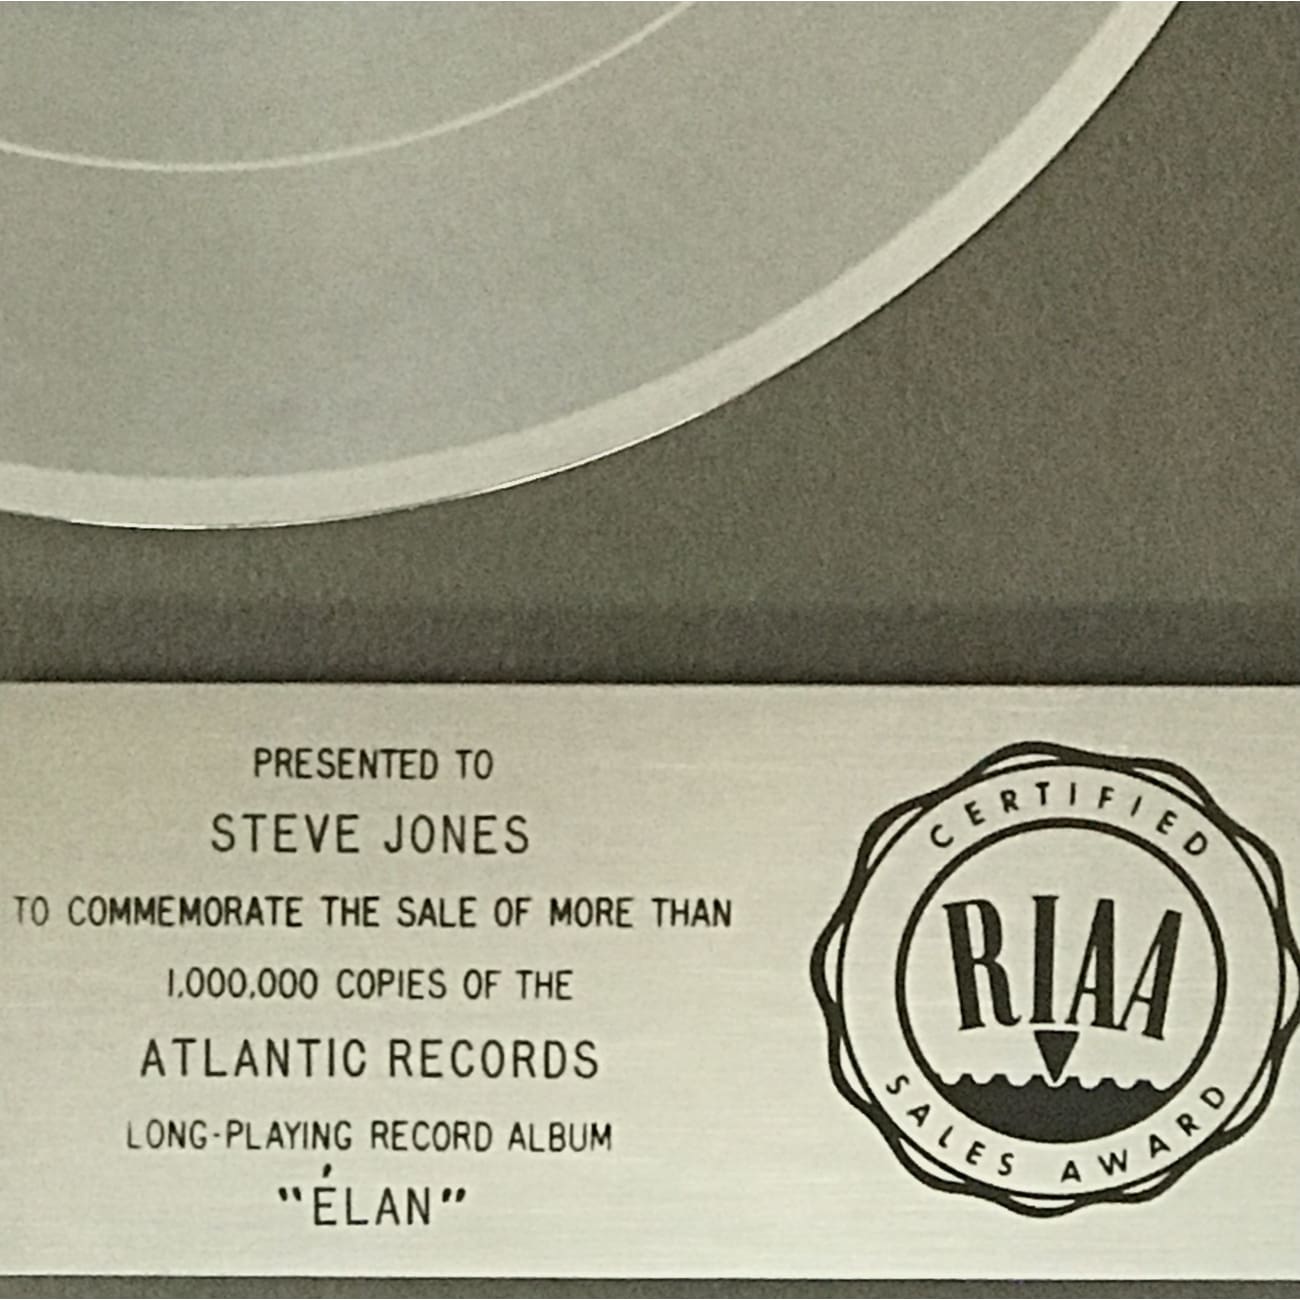 PRESENTED TO
STEVE JONES
TO COMMEMORATE THE SALE OF MORE THAN
1,000,000 COPIES OF THE
ATLANTIC RECORDS
LONG-PLAYING RECORD ALBUM
"ÉLAN"
CERTIFIED
RIAA
SALES AWARD